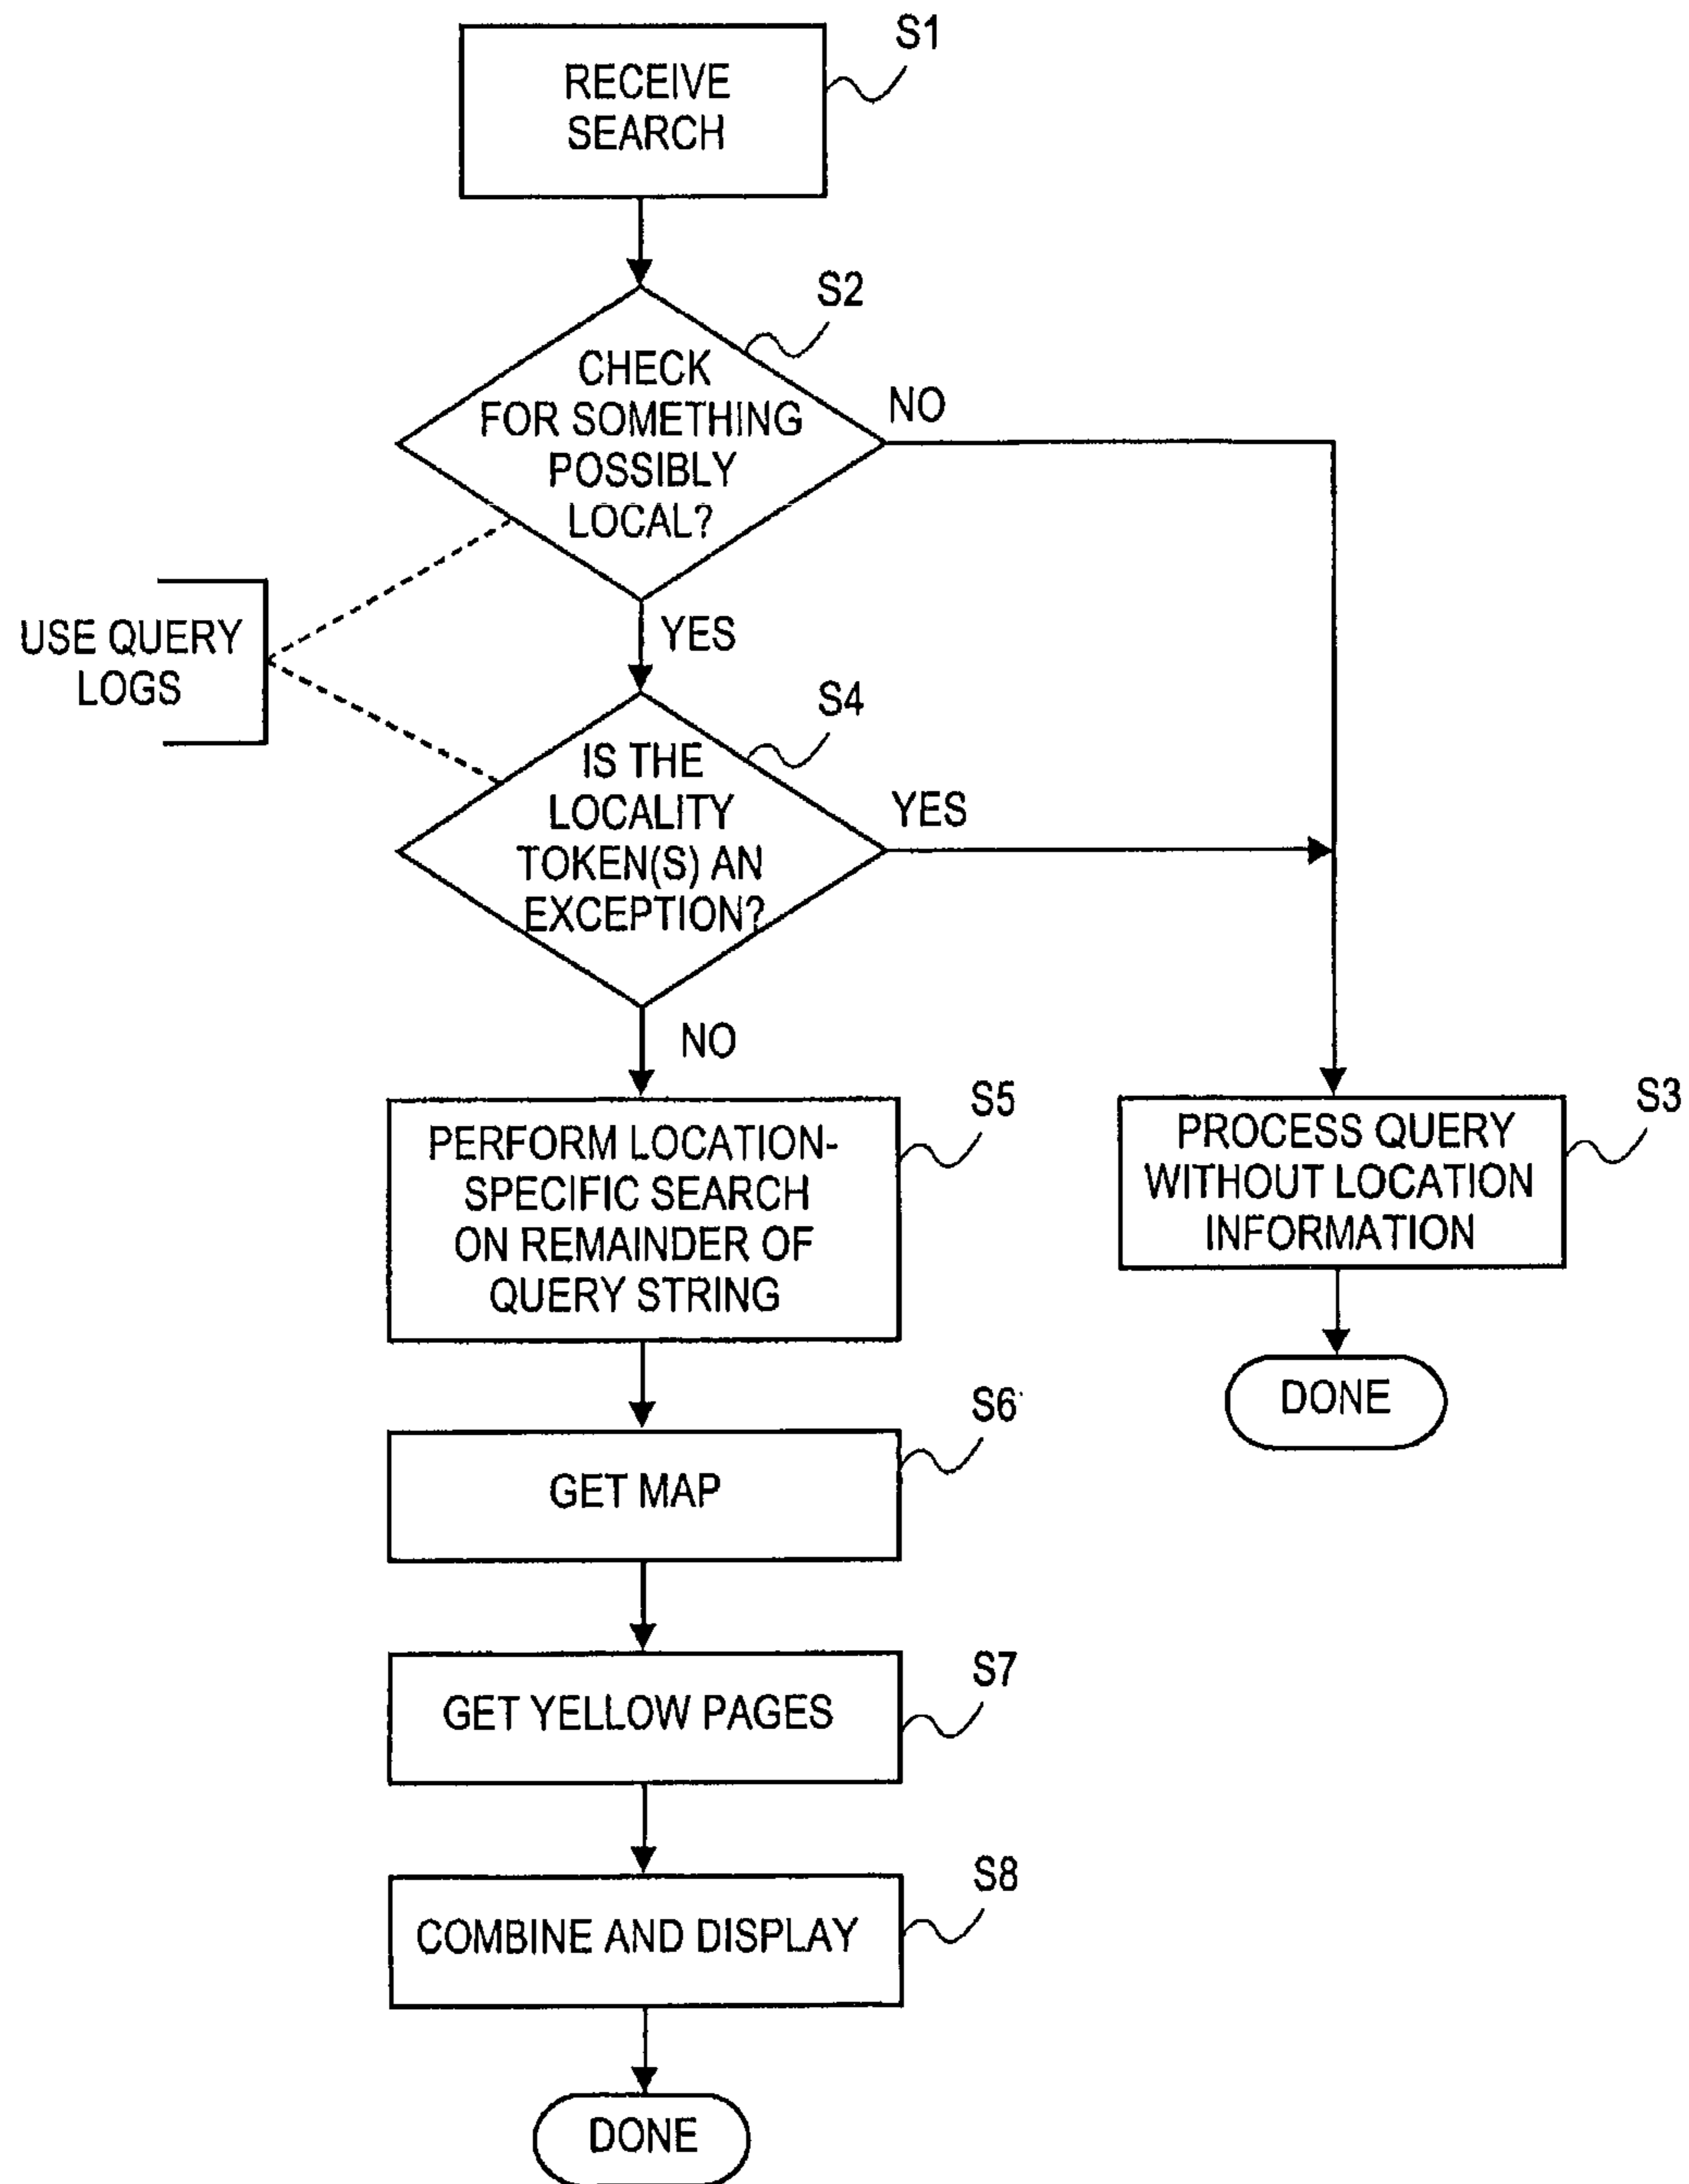 S1
RECEIVE
SEARCH
S2
CHECK
FOR SOMETHING
POSSIBLY
LOCAL?
NO
YES
USE QUERY
LOGS
S4
IS THE
LOCALITY
TOKEN(S) AN
EXCEPTION?
YES
NO
S5
PERFORM LOCATION-
SPECIFIC SEARCH
ON REMAINDER OF
QUERY STRING
S3
PROCESS QUERY
WITHOUT LOCATION
INFORMATION
DONE
S6
GET MAP
S7
GET YELLOW PAGES
S8
COMBINE AND DISPLAY
DONE